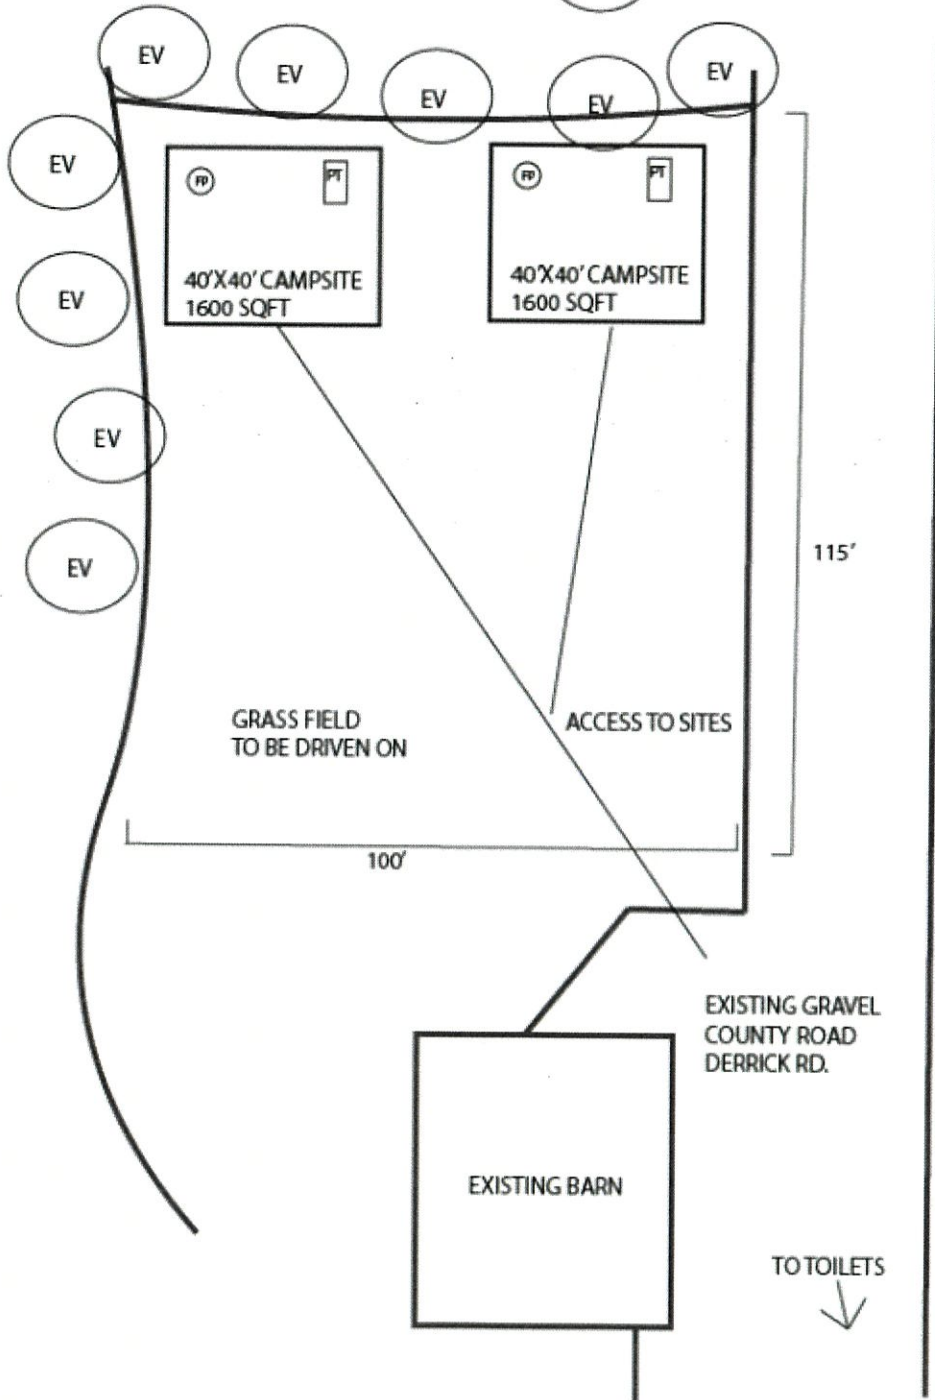 EV
EV
EV
EV
EV
EV
EV
EV
EV
FP
PT
FP
PT
40'X40' CAMPSITE
1600 SQFT
40'X40' CAMPSITE
1600 SQFT
115'
GRASS FIELD
TO BE DRIVEN ON
ACCESS TO SITES
100'
EXISTING GRAVEL
COUNTY ROAD
DERRICK RD.
EXISTING BARN
TO TOILETS